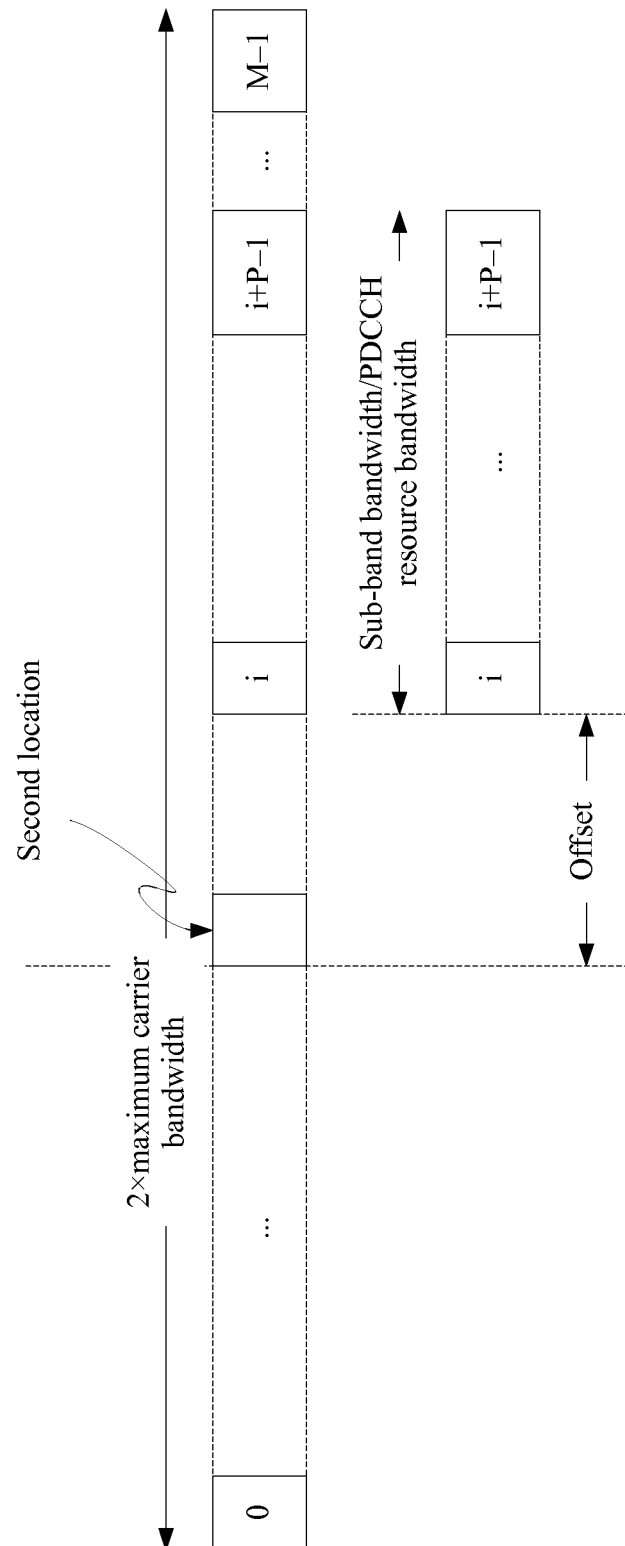 Second location
2×maximum carrier
bandwidth
0
...
i
i+P−1
...
M−1
Sub-band bandwidth/PDCCH
resource bandwidth
i
...
i+P−1
Offset